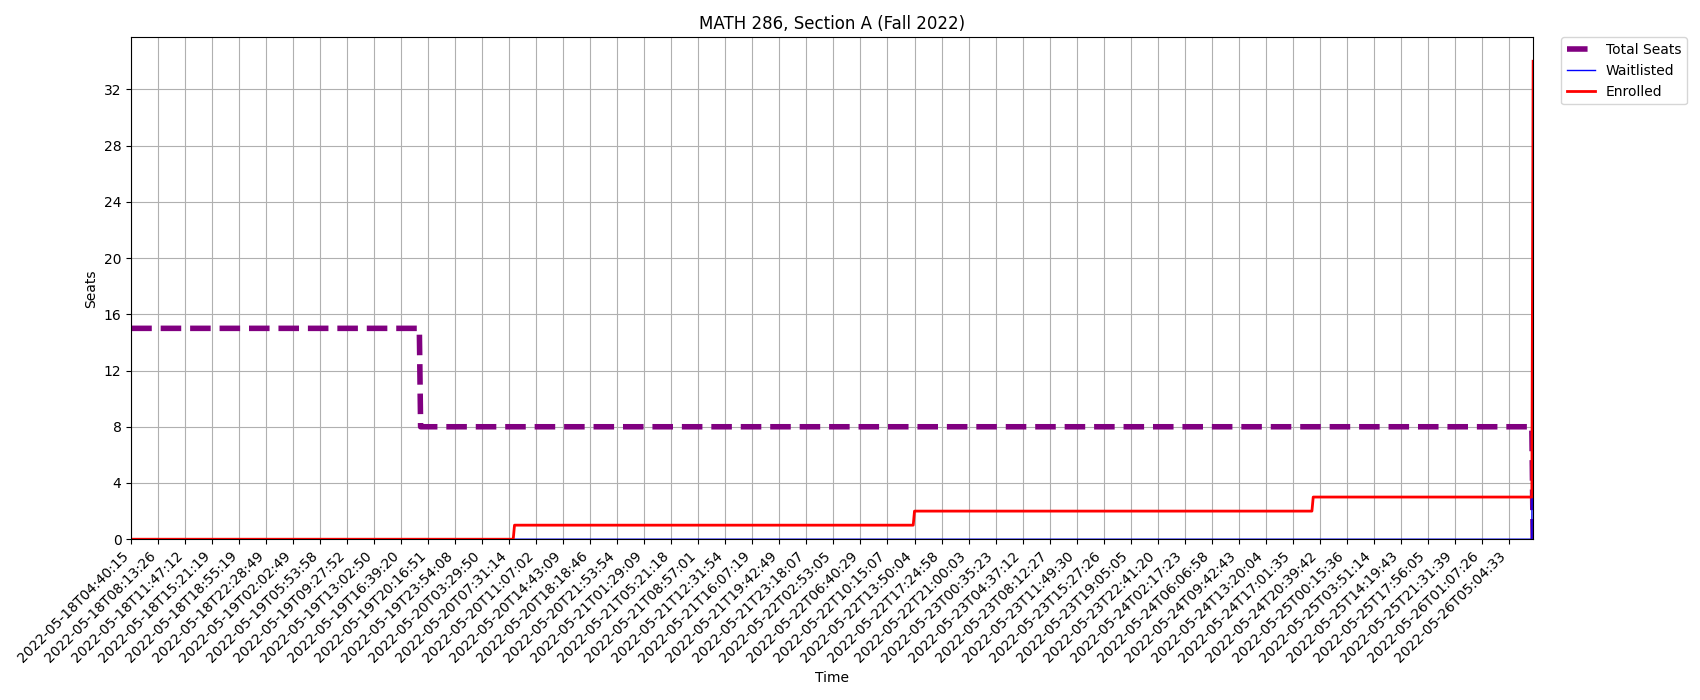 MATH 286, Section A (Fall 2022)
Total Seats
Waitlisted
Enrolled
Seats
32
28
24
20
16
12
8
4
0
2022-05-18T04:40:15
2022-05-18T08:13:26
2022-05-18T11:47:12
2022-05-18T15:21:19
2022-05-18T18:55:19
2022-05-18T22:28:49
2022-05-19T02:02:49
2022-05-19T05:53:58
2022-05-19T09:27:52
2022-05-19T13:02:50
2022-05-19T16:39:20
2022-05-19T20:16:51
2022-05-19T23:54:08
2022-05-20T03:29:50
2022-05-20T07:31:14
2022-05-20T11:07:02
2022-05-20T14:43:09
2022-05-20T18:18:46
2022-05-20T21:53:54
2022-05-21T01:29:09
2022-05-21T05:21:18
2022-05-21T08:57:01
2022-05-21T12:31:54
2022-05-21T16:07:19
2022-05-21T19:42:49
2022-05-21T23:18:07
2022-05-22T02:53:05
2022-05-22T06:40:29
2022-05-22T10:15:07
2022-05-22T13:50:04
2022-05-22T17:24:58
2022-05-22T21:00:03
2022-05-23T00:35:23
2022-05-23T04:37:12
2022-05-23T08:12:27
2022-05-23T11:49:30
2022-05-23T15:27:26
2022-05-23T19:05:05
2022-05-23T22:41:20
2022-05-24T02:17:23
2022-05-24T06:06:58
2022-05-24T09:42:43
2022-05-24T13:20:04
2022-05-24T17:01:35
2022-05-24T20:39:42
2022-05-25T00:15:36
2022-05-25T03:51:14
2022-05-25T14:19:43
2022-05-25T17:56:05
2022-05-25T21:31:39
2022-05-26T01:07:26
2022-05-26T05:04:33
Time